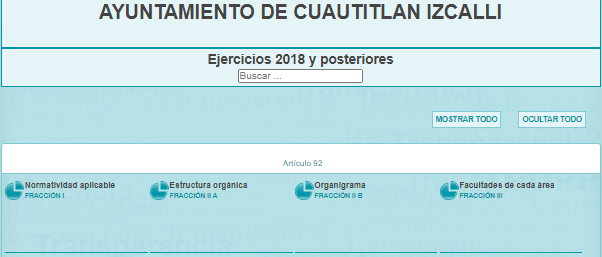 AYUNTAMIENTO DE CUAUTITLAN IZCALLI
Ejercicios 2018 y posteriores
Buscar ...
MOSTRAR TODO OCULTAR TODO
Artículo 92
Normatividad aplicable Estructura orgánica Organigrama Facultades de cada área
FRACCIÓN I FRACCIÓN II A FRACCIÓN II B FRACCIÓN III
Transparencia